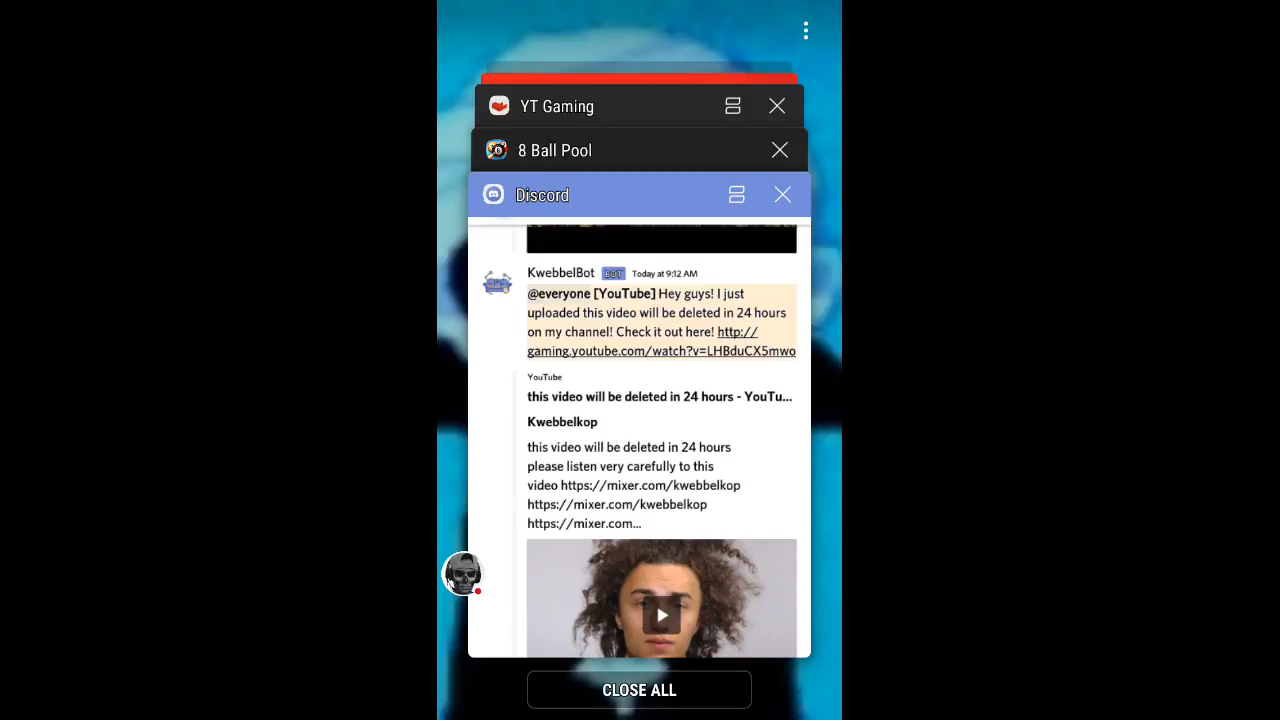 YT Gaming
8 Ball Pool
Discord
KwebbelBot BOT Today at 9:12 AM
@everyone [YouTube] Hey guys! I just
uploaded this video will be deleted in 24 hours
on my channel! Check it out here! http://
gaming.youtube.com/watch?v=LHBduCX5mwo
YouTube
this video will be deleted in 24 hours - YouTu...
Kwebbelkop
this video will be deleted in 24 hours
please listen very carefully to this
video https://mixer.com/kwebbelkop
https://mixer.com/kwebbelkop
https://mixer.com...
CLOSE ALL